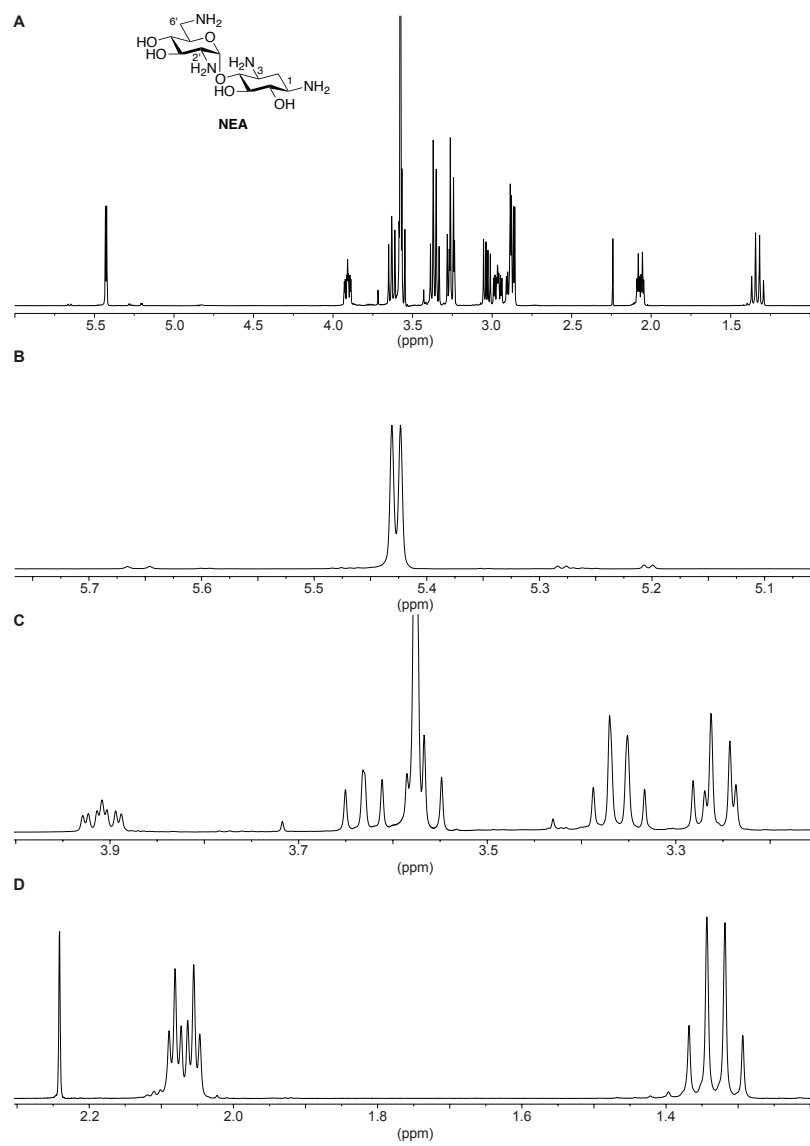 A
6'
NH₂
O
HO
HO
2'
H₂N
H₂N
3
1
O
NH₂
HO
OH
NEA
5.5 5.0 4.5 4.0 3.5 3.0 2.5 2.0 1.5
(ppm)
B
5.7 5.6 5.5 5.4 5.3 5.2 5.1
(ppm)
C
3.9 3.7 3.5 3.3
(ppm)
D
2.2 2.0 1.8 1.6 1.4
(ppm)